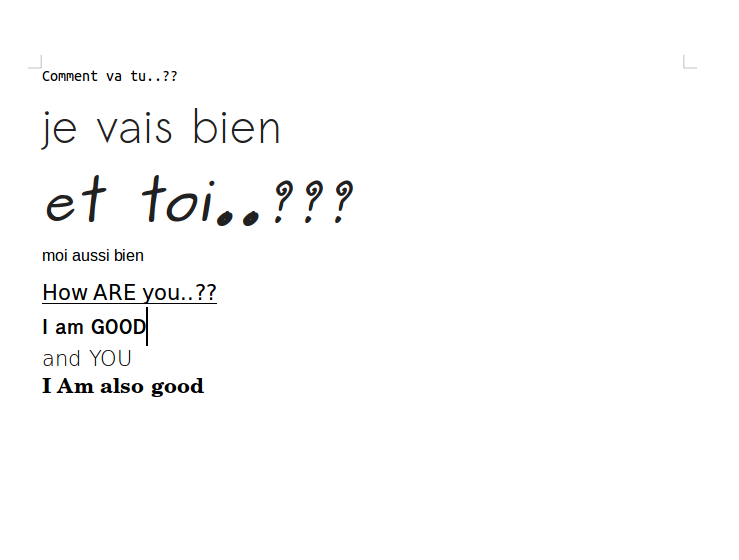 Comment va tu..??
je vais bien
et toi..???
moi aussi bien
How ARE you..??
I am GOOD
and YOU
I Am also good